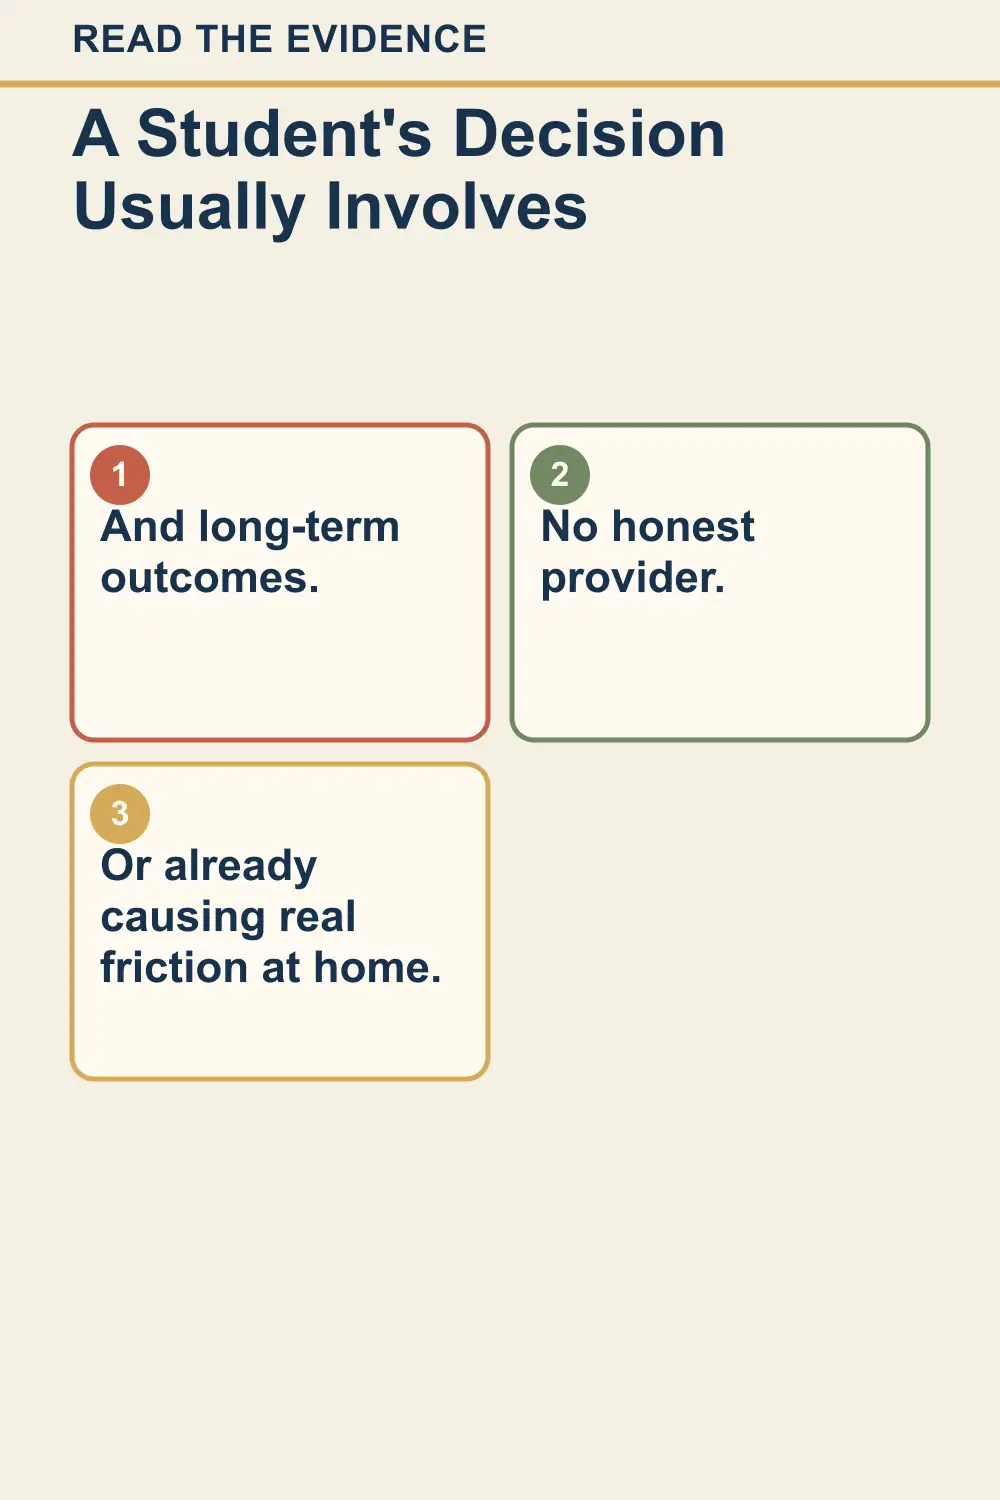 READ THE EVIDENCE
A Student's Decision
Usually Involves
1
And long-term
outcomes.
2
No honest
provider.
3
Or already
causing real
friction at home.